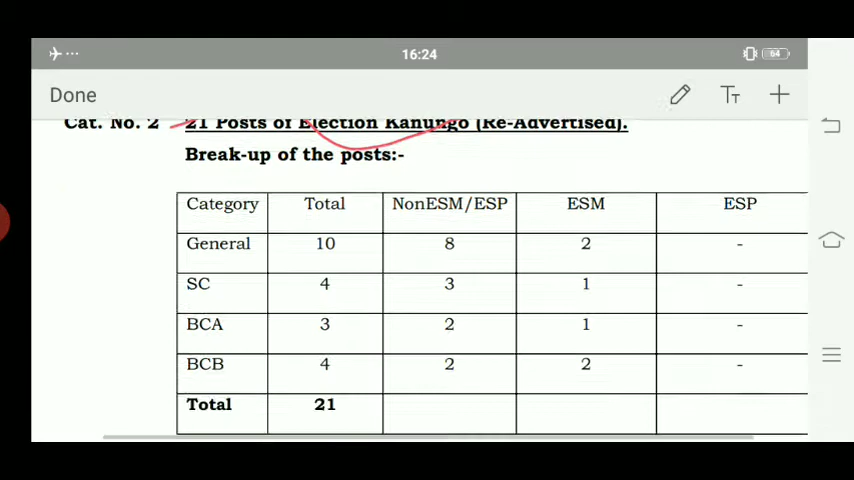 16:24
64
Done
TT
Cat. No. 2 21 Posts of Election Kanungo (Re-Advertised).
Break-up of the posts:-
Category Total NonESM/ESP ESM ESP
General 10 8 2 -
SC 4 3 1 -
BCA 3 2 1 -
BCB 4 2 2 -
Total 21